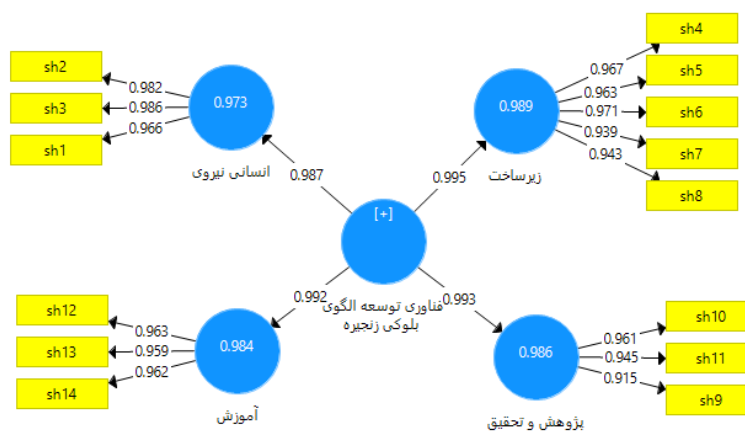 sh4
sh2
0.967
sh5
0.982
0.963
sh3
0.986
0.973
0.989
0.971
sh6
0.966
0.939
sh1
sh7
0.943
انسانی نیروی
0.987
0.995
زیرساخت
sh8
[+]
0.992
0.993
فناوری توسعه الگوی
بلوکی زنجیره
sh12
sh10
0.963
0.961
sh13
0.959
0.984
0.986
0.945
sh11
0.962
0.915
sh14
sh9
آموزش
پژوهش و تحقیق